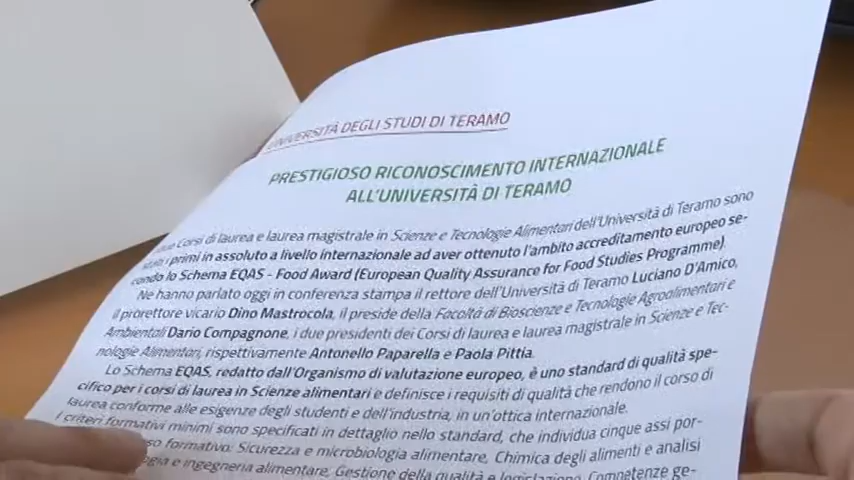 UNIVERSITÀ DEGLI STUDI DI TERAMO
PRESTIGIOSO RICONOSCIMENTO INTERNAZIONALE
ALL'UNIVERSITÀ DI TERAMO
due Corsi di laurea e laurea magistrale in Scienze e Tecnologie Alimentari dell'Università di Teramo sono
stati i primi in assoluto a livello internazionale ad aver ottenuto l'ambito accreditamento europeo se-
condo lo Schema EQAS - Food Award (European Quality Assurance for Food Studies Programme).
Ne hanno parlato oggi in conferenza stampa il rettore dell'Università di Teramo Luciano D'Amico,
il prorettore vicario Dino Mastrocola, il preside della Facoltà di Bioscienze e Tecnologie Agroalimentari e
Ambientali Dario Compagnone, i due presidenti dei Corsi di laurea e laurea magistrale in Scienze e Tec-
nologie Alimentari, rispettivamente Antonello Paparella e Paola Pittia.
Lo Schema EQAS, redatto dall'Organismo di valutazione europeo, è uno standard di qualità spe-
cifico per i corsi di laurea in Scienze alimentari e definisce i requisiti di qualità che rendono il corso di
laurea conforme alle esigenze degli studenti e dell'industria, in un'ottica internazionale.
I criteri formativi minimi sono specificati in dettaglio nello standard, che individua cinque assi por-
so formativo: Sicurezza e microbiologia alimentare, Chimica degli alimenti e analisi
gia e ingegneria alimentare, Gestione della qualità e legislazione, Competenze ge-